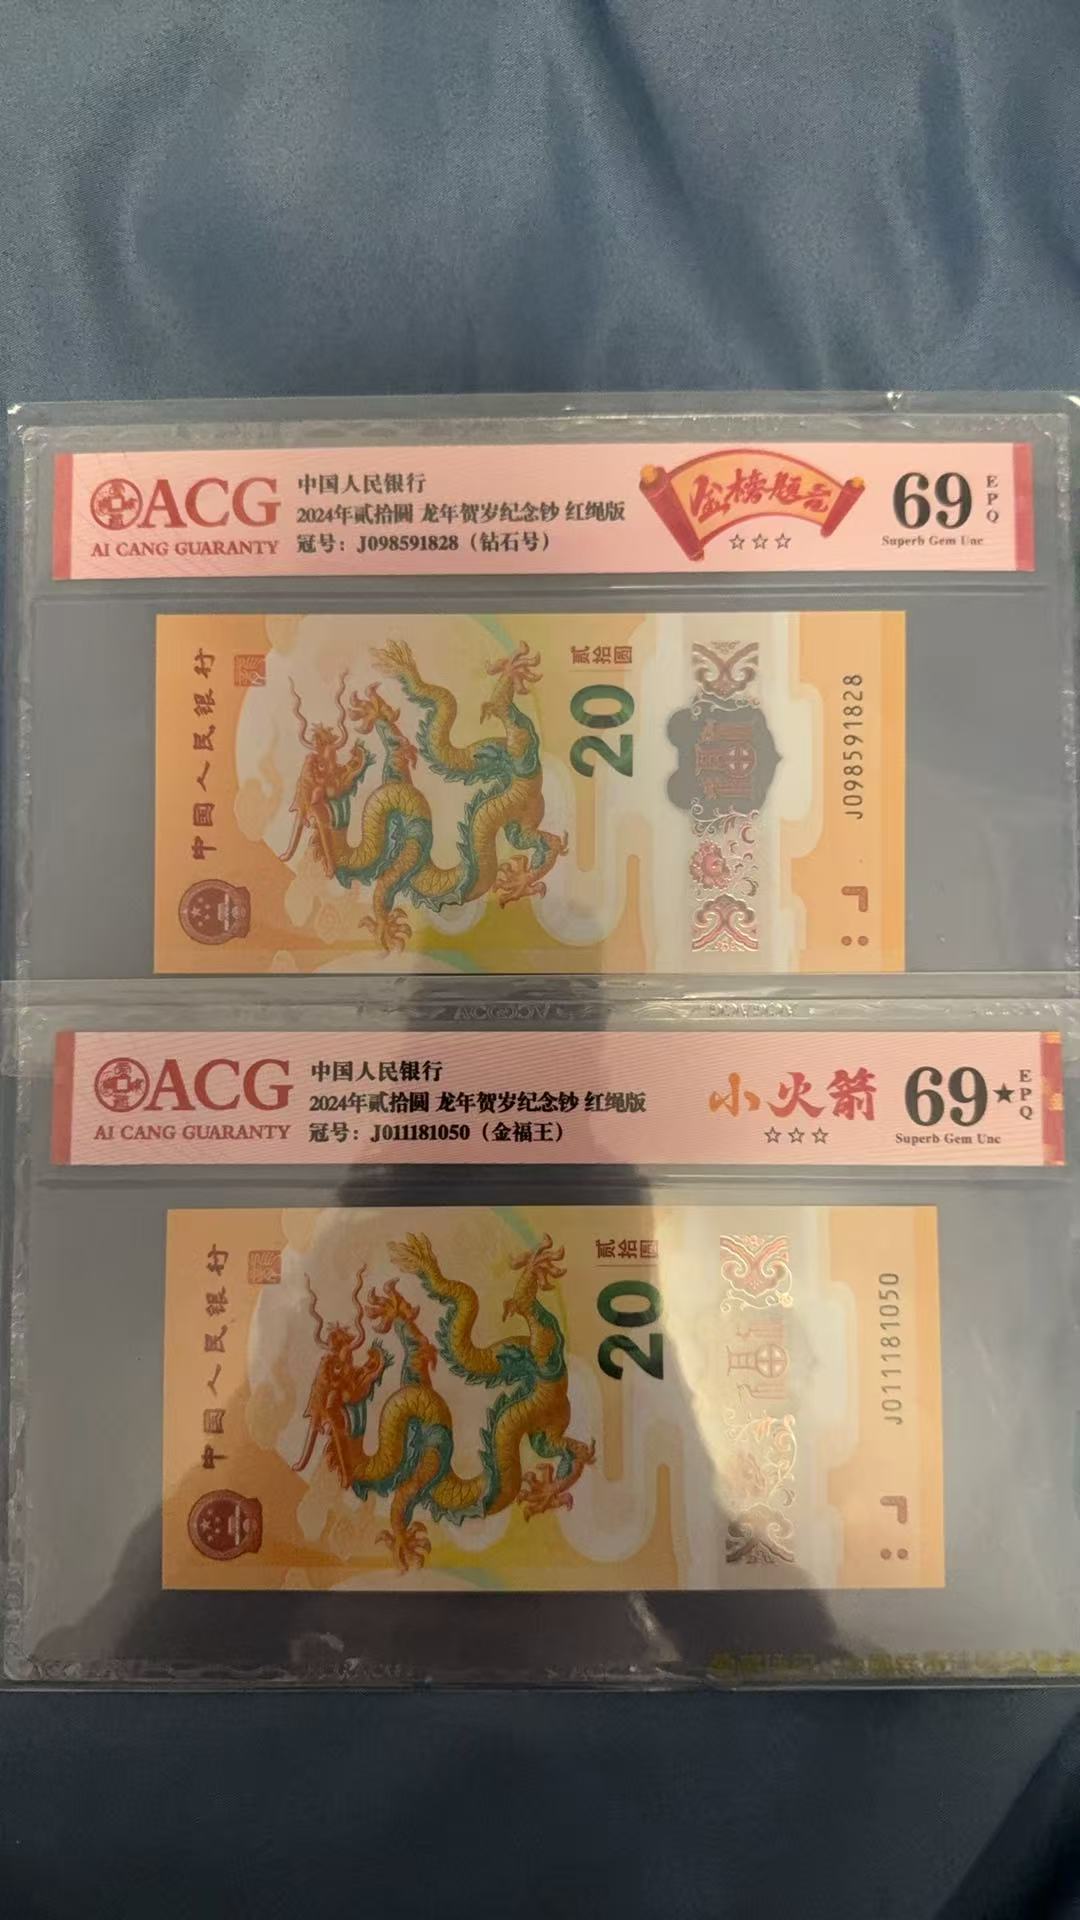 ACG
AI CANG GUARANTY
中国人民银行
2024年贰拾圆 龙年贺岁纪念钞 红绳版
冠号：J098591828（钻石号）
金榜题名
☆☆☆
69
EPQ
Superb Gem Unc
中国人民银行
贰拾圆
20
J098591828
ACG
AI CANG GUARANTY
中国人民银行
2024年贰拾圆 龙年贺岁纪念钞 红绳版
冠号：J011181050（金福王）
小火箭
☆☆☆
69★
EPQ
Superb Gem Unc
中国人民银行
贰拾圆
20
J011181050